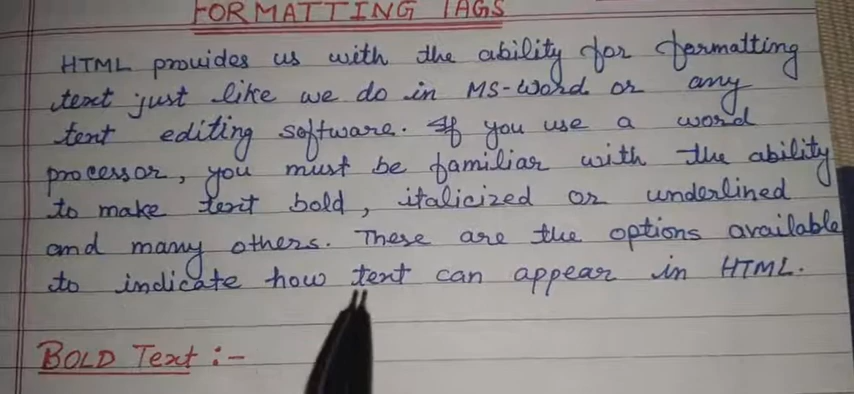 FORMATTING TAGS
HTML provides us with the ability for formatting
text just like we do in MS-Word or any
text editing software. If you use a word
processor, you must be familiar with the ability
to make text bold, italicized or underlined
and many others. These are the options available
to indicate how text can appear in HTML.
BOLD Text :-